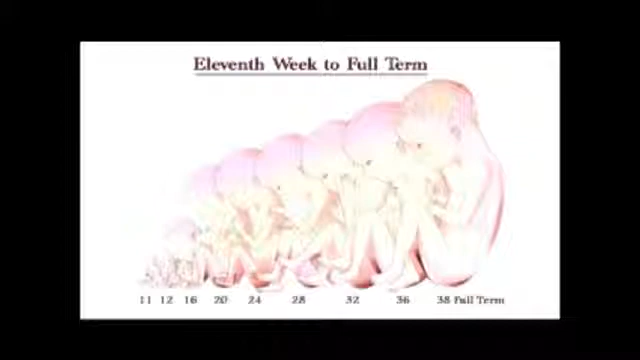 Eleventh Week to Full Term
11 12 16 20 24 28 32 36 38 Full Term